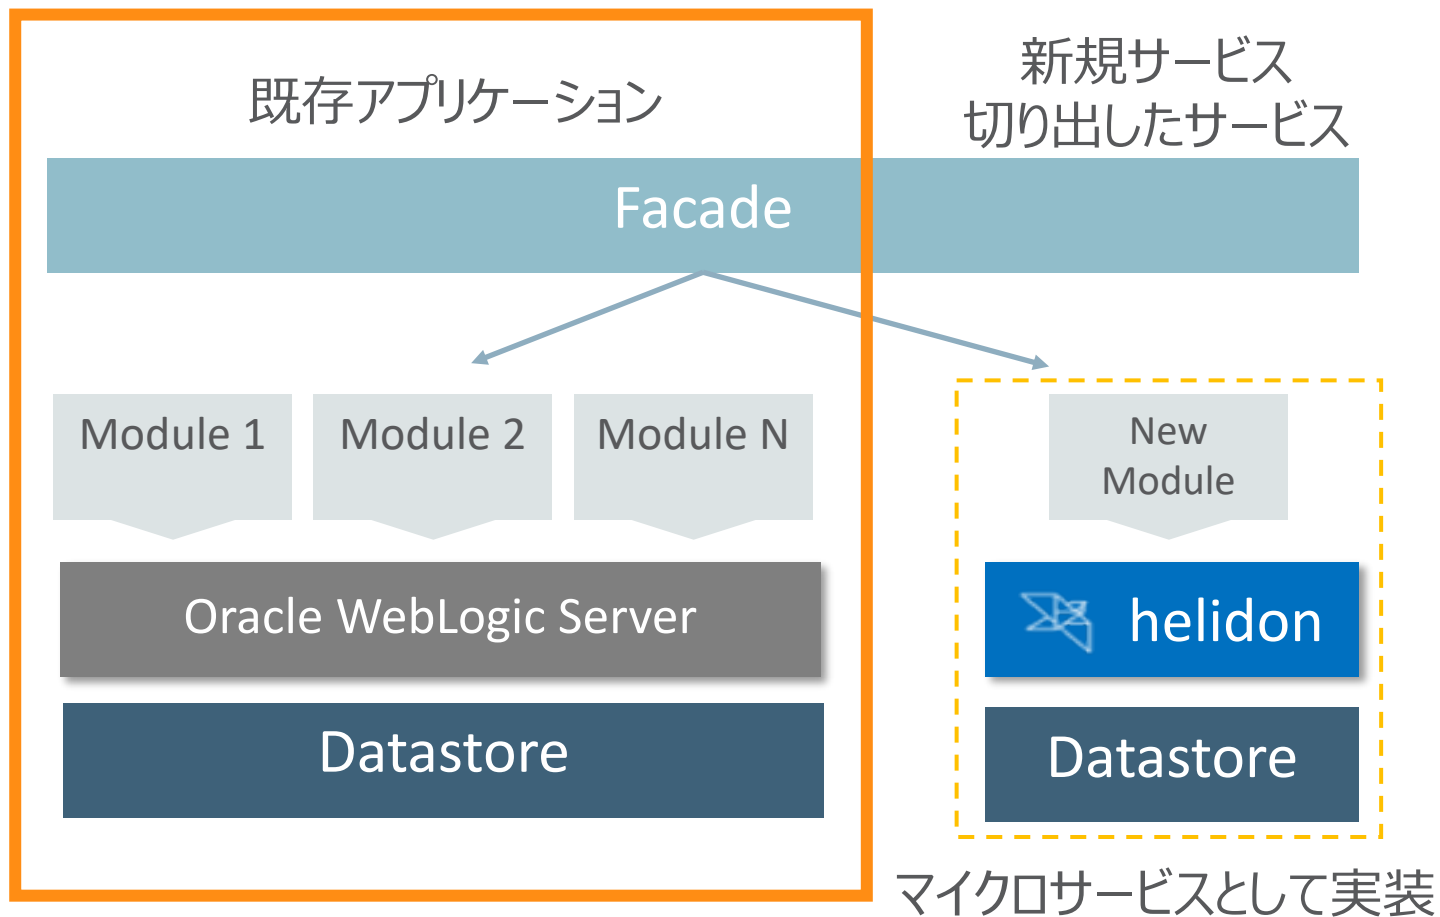 既存アプリケーション
新規サービス
切り出したサービス
Facade
Module 1
Module 2
Module N
New
Module
Oracle WebLogic Server
helidon
Datastore
Datastore
マイクロサービスとして実装